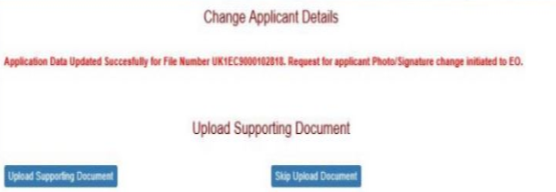 Change Applicant Details
Application Data Updated Succesfully for File Number UK1EC9000102818. Request for applicant Photo/Signature change initiated to EO.
Upload Supporting Document
Upload Supporting Document
Skip Upload Document